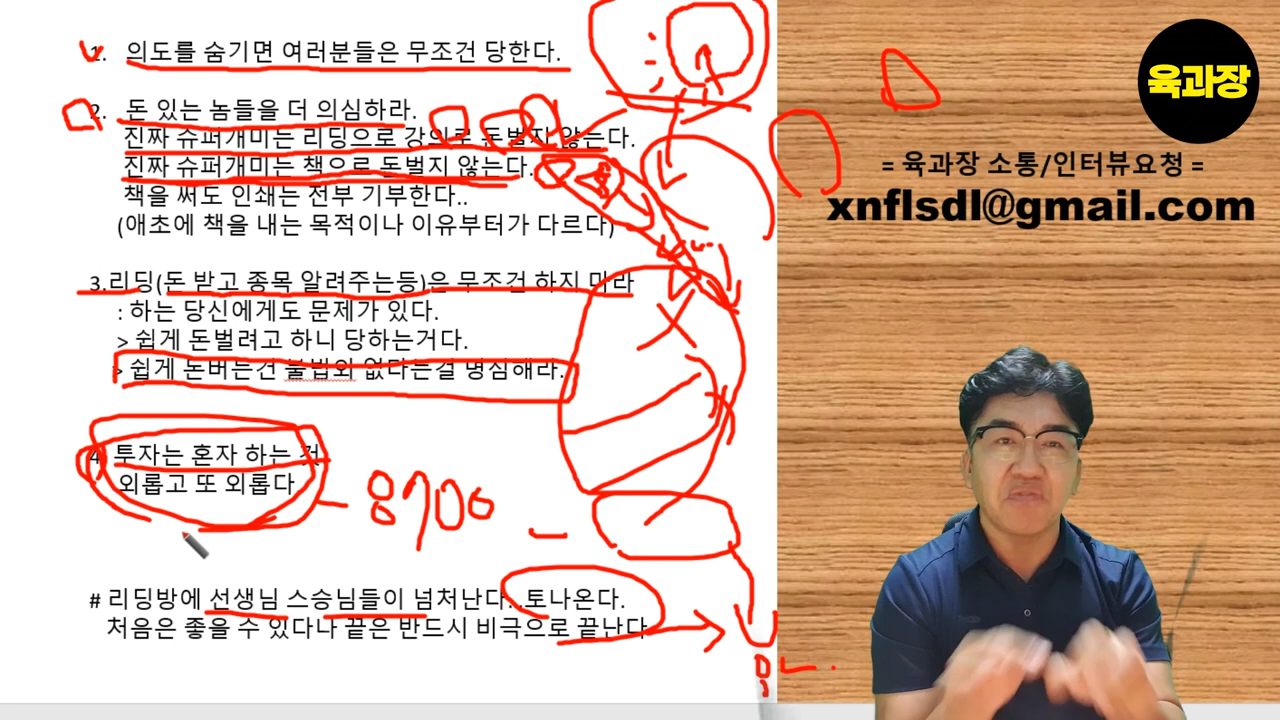 1. 의도를 숨기면 여러분들은 무조건 당한다.
2. 돈 있는 놈들을 더 의심하라.
진짜 슈퍼개미는 리딩으로 강의로 돈벌지 않는다.
진짜 슈퍼개미는 책으로 돈벌지 않는다.
책을 써도 인쇄는 전부 기부한다..
(애초에 책을 내는 목적이나 이유부터가 다르다)
3.리딩(돈 받고 종목 알려주는등)은 무조건 하지 마라
: 하는 당신에게도 문제가 있다.
> 쉽게 돈벌려고 하니 당하는거다.
> 쉽게 돈버는건 불법외 없다는걸 명심해라.
4. 투자는 혼자 하는 것
외롭고 또 외롭다
8700
# 리딩방에 선생님 스승님들이 넘처난다..토나온다.
처음은 좋을 수 있다나 끝은 반드시 비극으로 끝난다
육과장
= 육과장 소통/인터뷰요청 =
xnflsdl@gmail.com